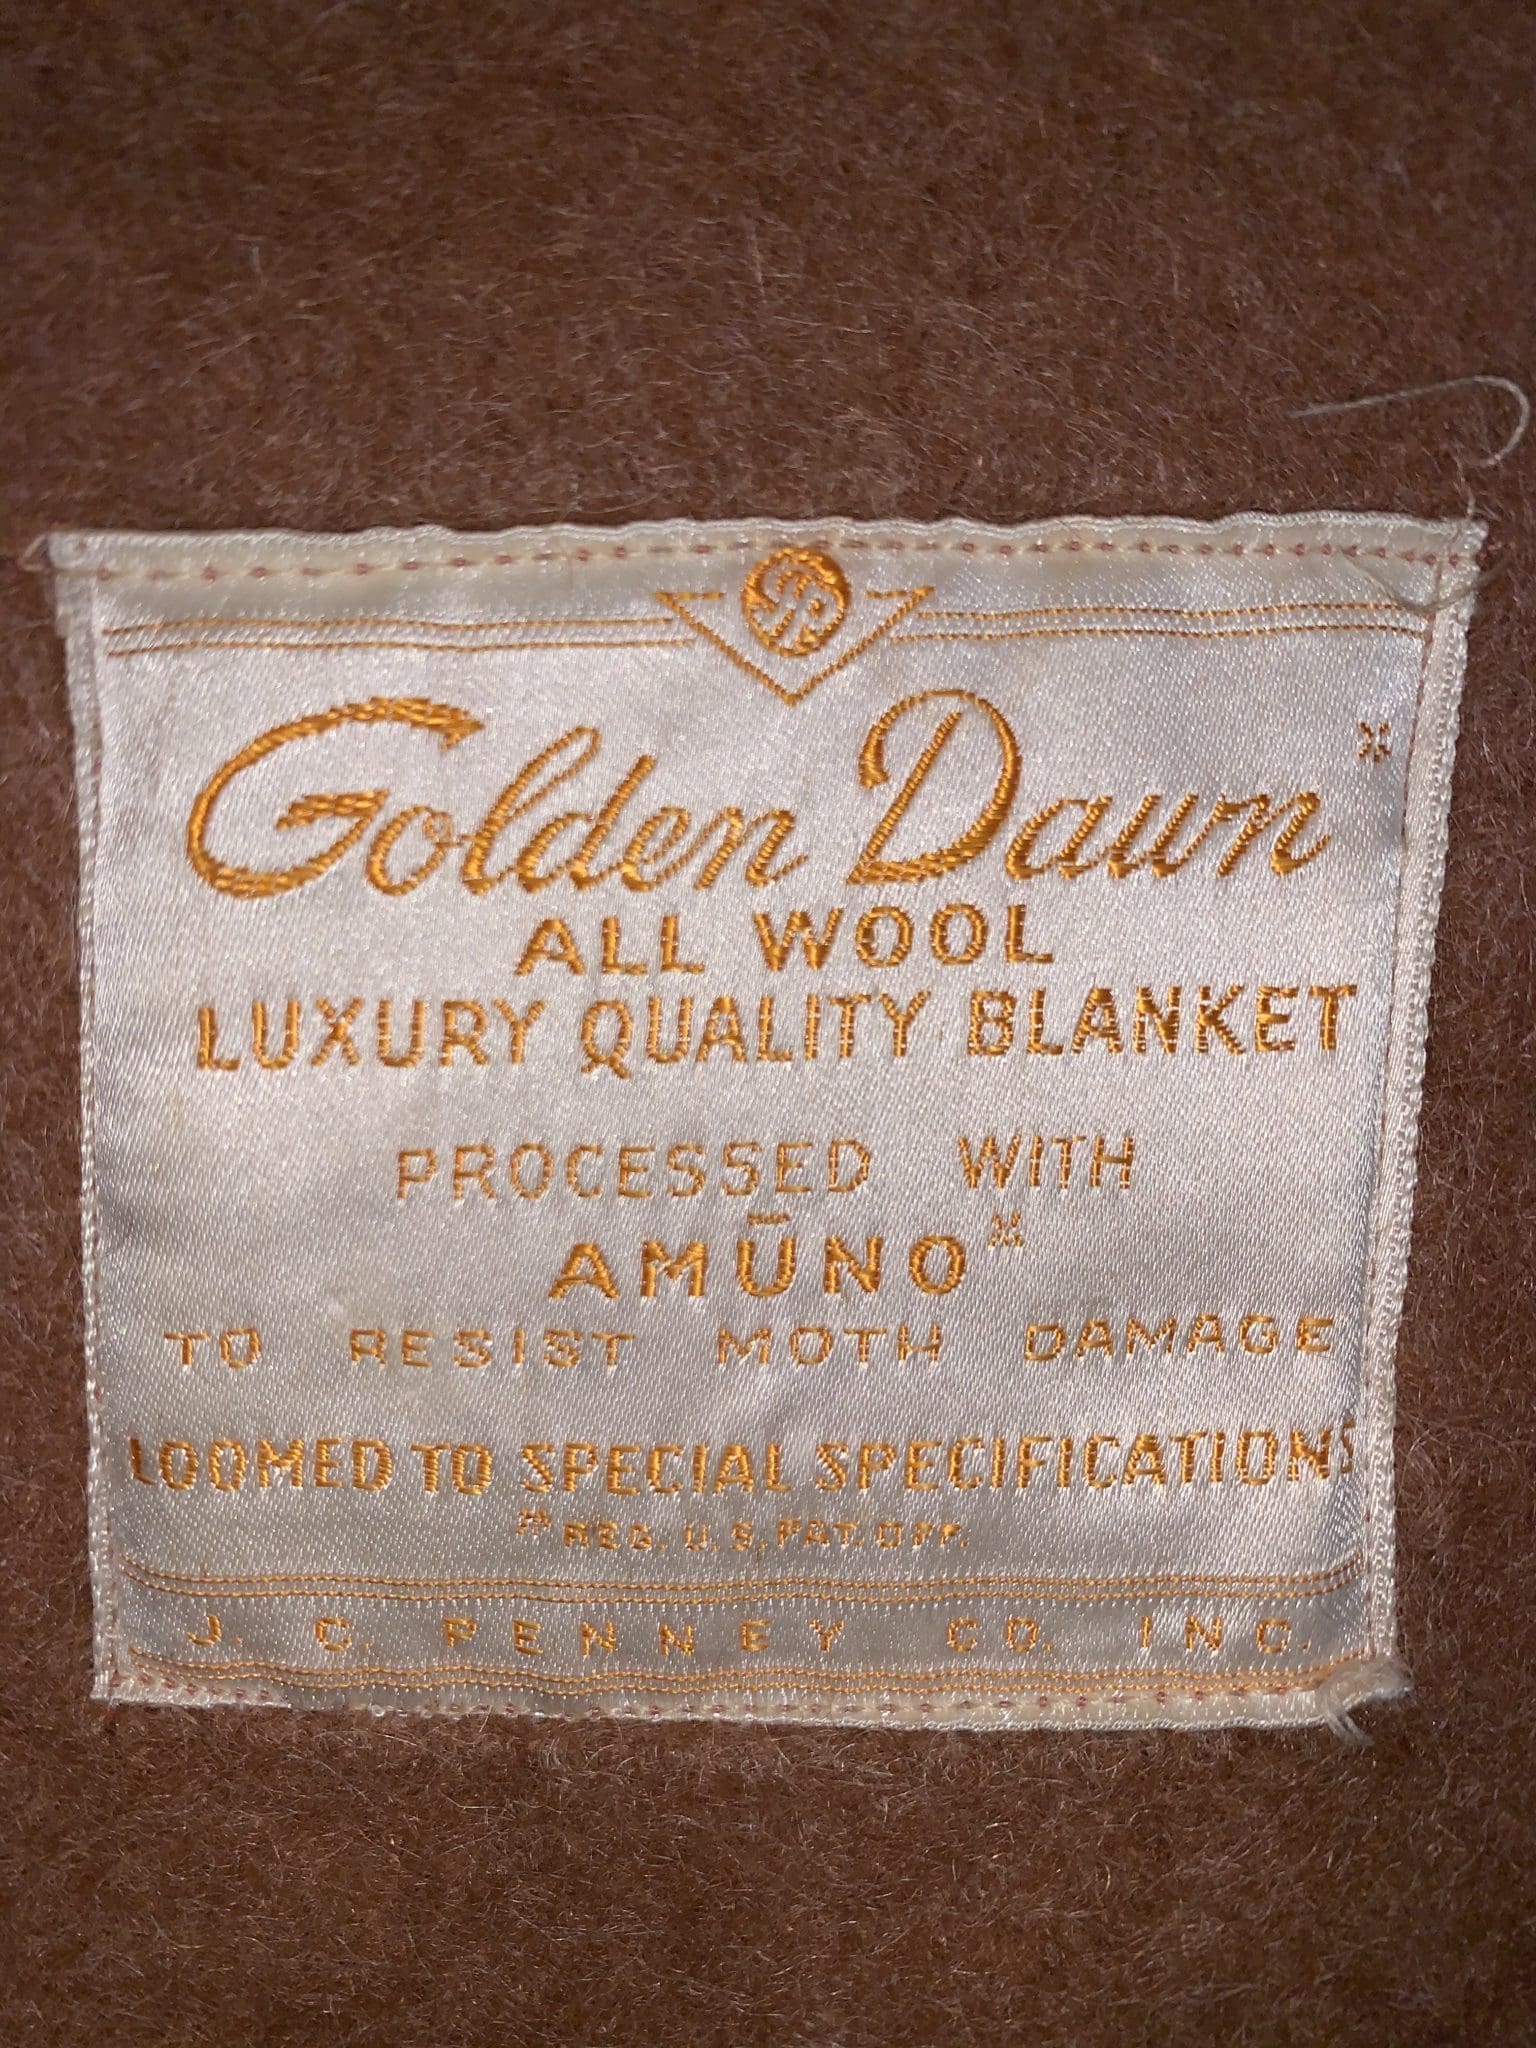 Golden Dawn*
ALL WOOL
LUXURY QUALITY BLANKET
PROCESSED WITH
AMŪNO*
TO RESIST MOTH DAMAGE
LOOMED TO SPECIAL SPECIFICATIONS
*REG. U.S. PAT. OFF.
J. C. PENNEY CO. INC.